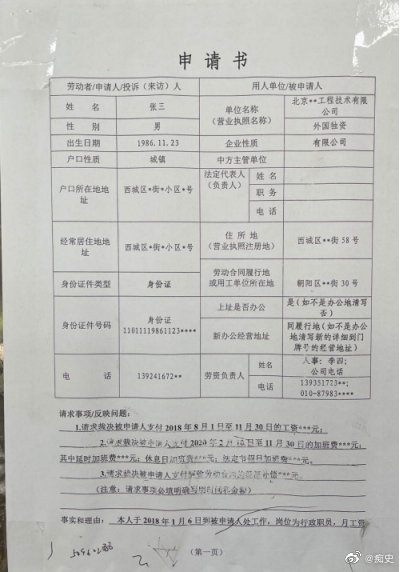 申请书
劳动者/申请人/投诉（来访）人
用人单位/被申请人
姓 名
张三
单位名称
（营业执照名称）
北京**工程技术有限
公司
性 别
男
外国独资
出生日期
1986.11.23
企业性质
有限公司
户口性质
城镇
中方主管单位
户口所在地地
址
西城区*街*小区*号
法定代表人
（负责人）
姓 名
职 务
电 话
经常居住地地
址
西城区*街*小区*号
住 所 地
（营业执照注册地）
西城区**街 58 号
劳动合同履行地
或用工单位所在地
朝阳区**街 30 号
身份证件类型
身份证
上址是否办公
是（如不是办公地请写
否）
身份证件号码
身份证
11011119861123****
新办公经营地址
同履行地（如不是办公
地请写新的详细到门
牌号的经营地址）
电 话
139241672**
劳资负责人
姓名
人事：李四；
公司电话
电话
139351773**;
010-87983****
请求事项/反映问题：
1.请求裁决被申请人支付 2018 年 8 月 1 日至 11 月 30 日的工资***元；
2.请求裁决被申请人支付 2020 年 2 月 日至 11 月 30 日的加班费***元；
其中延时加班费***元；休息日加班费***元；法定节假日加班费***元。
3.请求裁决被申请人支付解除劳动合同的经济补偿***元。
（注意：请求事项必须明确写明时间和金额）
事实和理由： 本人于 2018 年 1 月 6 日到被申请人处工作，岗位为行政职员，月工资
（第一页）
@痴史